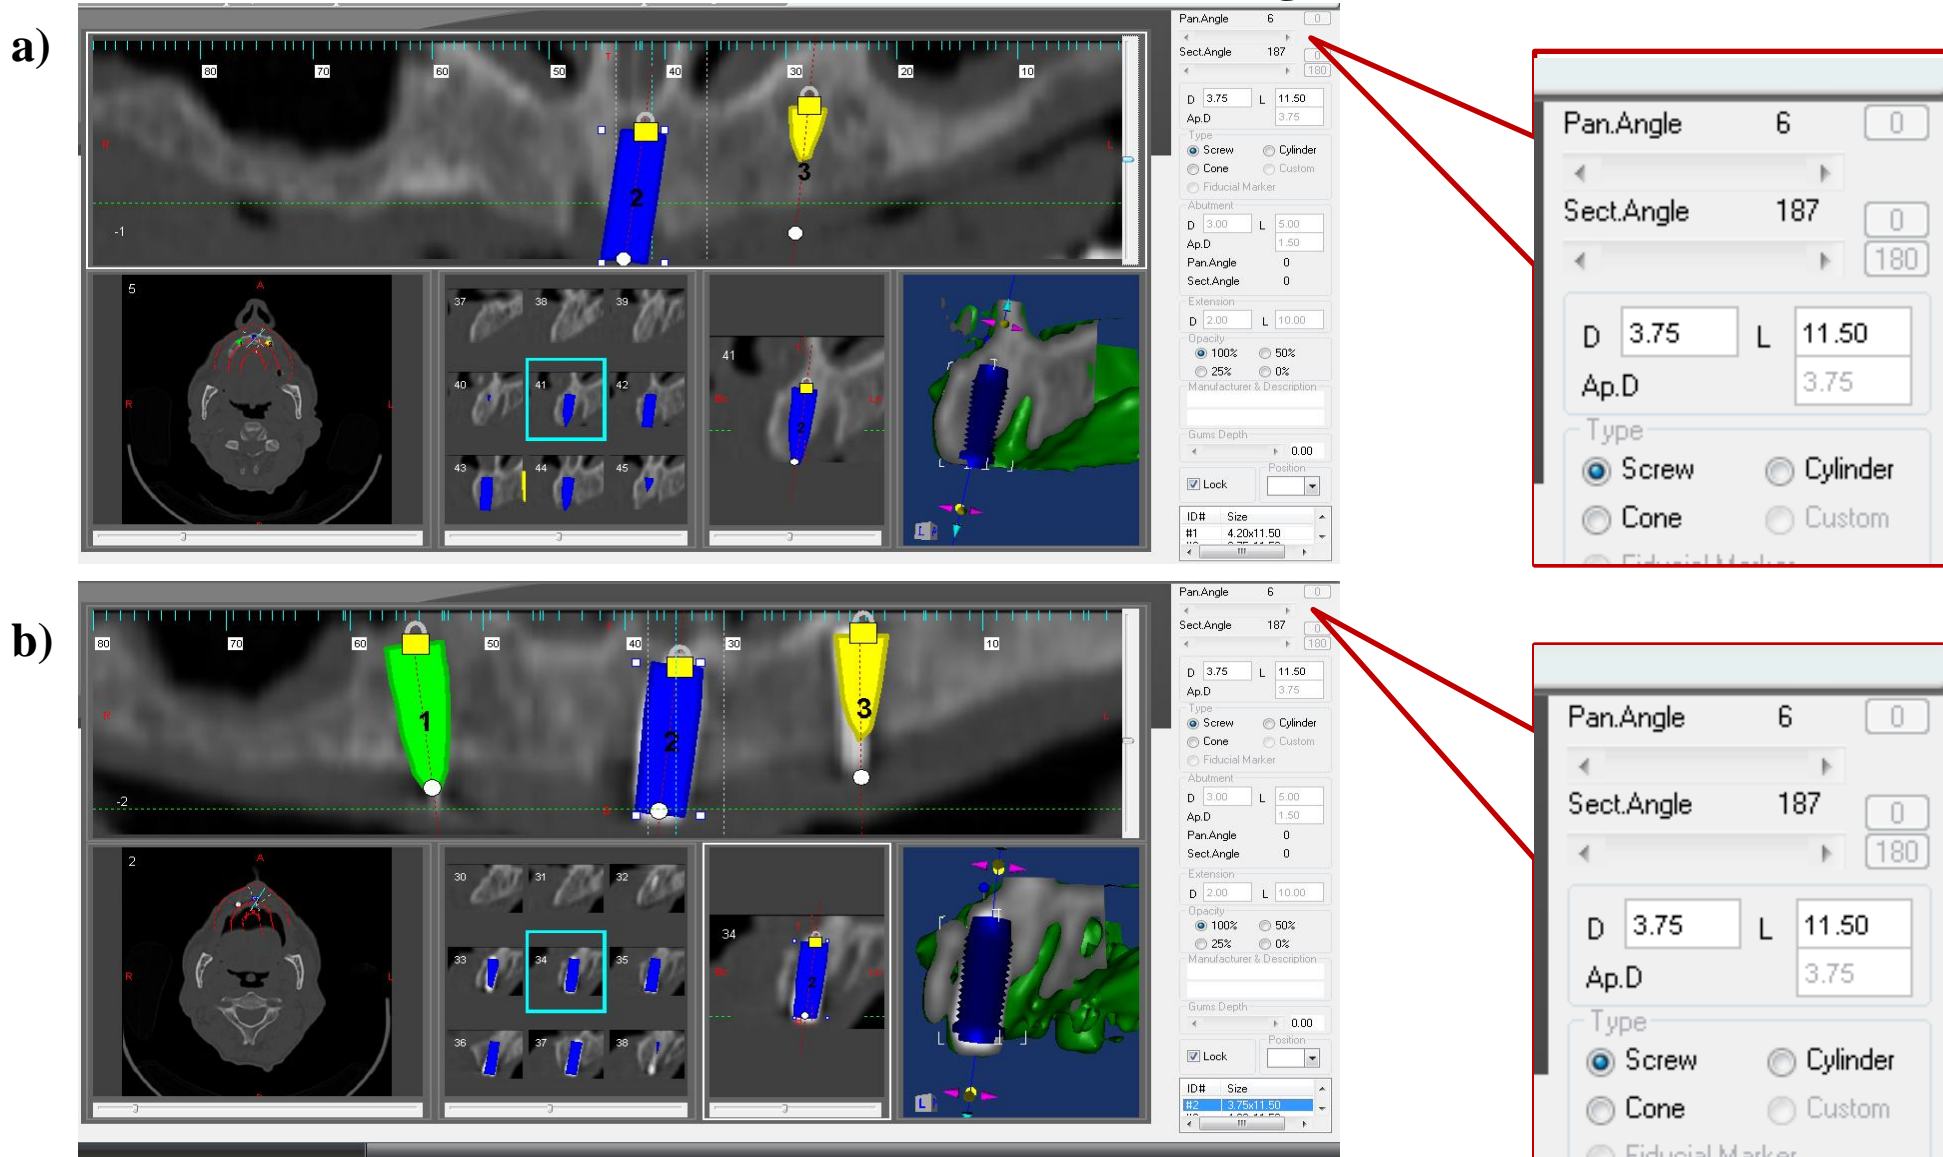 a)
80 70 60 50 40 30 20 10
T
R
L
2
3
-1
5
A
R
L
37 38 39
40 41 42
43 44 45
41
2
L
Pan.Angle 6 0
Sect.Angle 187 0
180
D 3.75 L 11.50
Ap.D 3.75
Type
Screw Cylinder
Cone Custom
Fiducial Marker
Abutment
D 3.00 L 5.00
Ap.D 1.50
Pan.Angle 0
Sect.Angle 0
Extension
D 2.00 L 10.00
Opacity
100% 50%
25% 0%
Manufacturer & Description
Gums Depth
0.00
Lock Position
ID# Size
#1 4.20x11.50
Pan.Angle 6 0
Sect.Angle 187 0
180
D 3.75 L 11.50
Ap.D 3.75
Type
Screw Cylinder
Cone Custom
Fiducial Marker
b)
80 70 60 50 40 30 10
R
L
1
2
3
-2
2
A
R
L
30 31 32
33 34 35
36 37 38
34
2
L
Pan.Angle 6 0
Sect.Angle 187 0
180
D 3.75 L 11.50
Ap.D 3.75
Type
Screw Cylinder
Cone Custom
Fiducial Marker
Abutment
D 3.00 L 5.00
Ap.D 1.50
Pan.Angle 0
Sect.Angle 0
Extension
D 2.00 L 10.00
Opacity
100% 50%
25% 0%
Manufacturer & Description
Gums Depth
0.00
Lock Position
ID# Size
#2 3.75x11.50
Pan.Angle 6 0
Sect.Angle 187 0
180
D 3.75 L 11.50
Ap.D 3.75
Type
Screw Cylinder
Cone Custom
Fiducial Marker